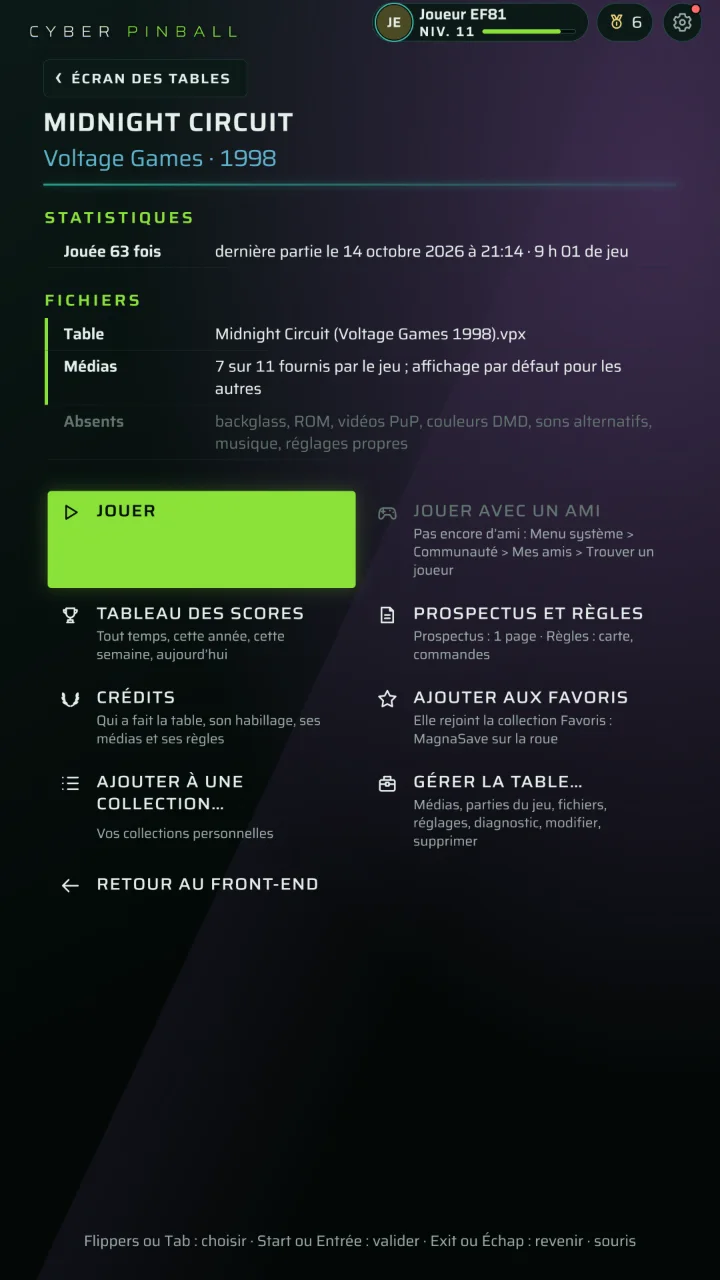 CYBER PINBALL
JE
Joueur EF81
NIV. 11
6
‹ ÉCRAN DES TABLES
MIDNIGHT CIRCUIT
Voltage Games · 1998
STATISTIQUES
Jouée 63 fois dernière partie le 14 octobre 2026 à 21:14 · 9 h 01 de jeu
FICHIERS
Table Midnight Circuit (Voltage Games 1998).vpx
Médias 7 sur 11 fournis par le jeu ; affichage par défaut pour les
autres
Absents backglass, ROM, vidéos PuP, couleurs DMD, sons alternatifs,
musique, réglages propres
JOUER
JOUER AVEC UN AMI
Pas encore d'ami : Menu système >
Communauté > Mes amis > Trouver un
joueur
TABLEAU DES SCORES
Tout temps, cette année, cette
semaine, aujourd'hui
PROSPECTUS ET RÈGLES
Prospectus : 1 page · Règles : carte,
commandes
CRÉDITS
Qui a fait la table, son habillage, ses
médias et ses règles
AJOUTER AUX FAVORIS
Elle rejoint la collection Favoris :
MagnaSave sur la roue
AJOUTER À UNE
COLLECTION…
Vos collections personnelles
GÉRER LA TABLE…
Médias, parties du jeu, fichiers,
réglages, diagnostic, modifier,
supprimer
RETOUR AU FRONT-END
Flippers ou Tab : choisir · Start ou Entrée : valider · Exit ou Échap : revenir · souris